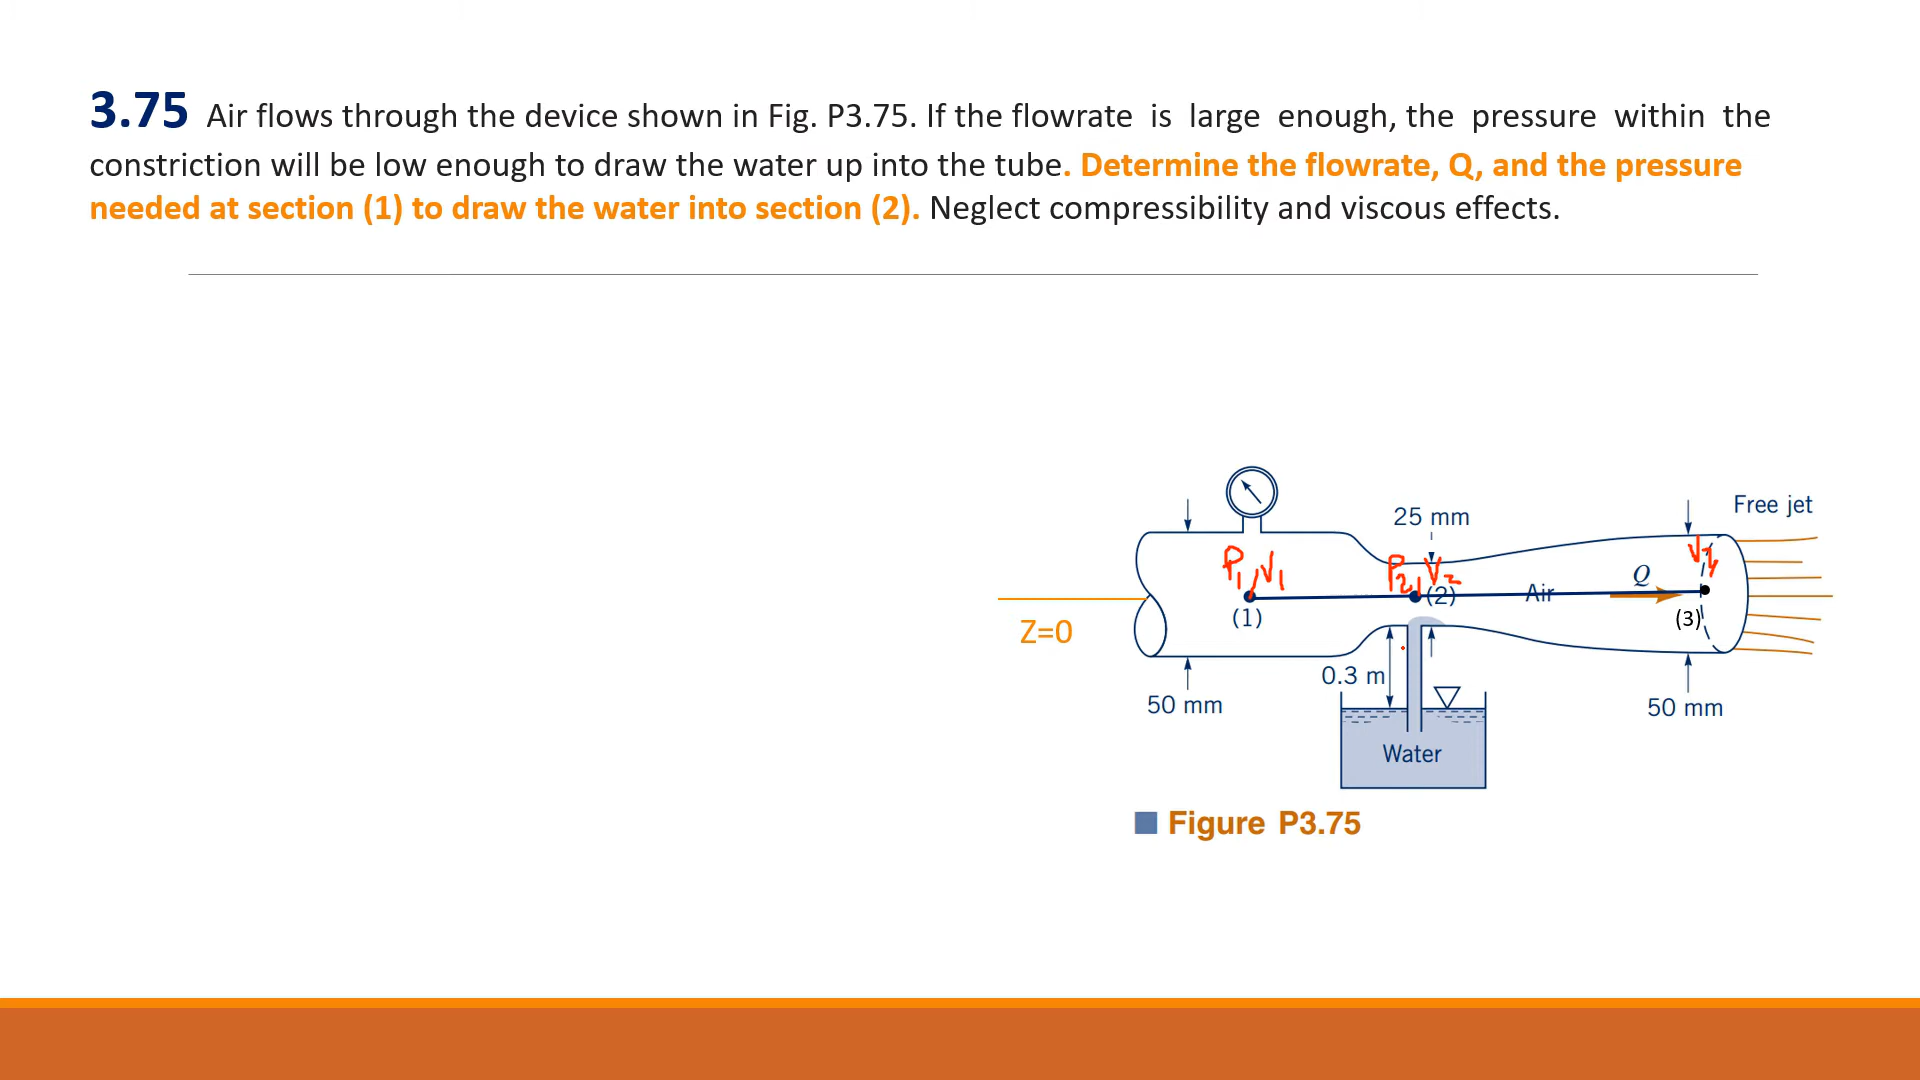 3.75 Air flows through the device shown in Fig. P3.75. If the flowrate is large enough, the pressure within the
constriction will be low enough to draw the water up into the tube. Determine the flowrate, Q, and the pressure
needed at section (1) to draw the water into section (2). Neglect compressibility and viscous effects.
Free jet
25 mm
P1, V1
P2, V2
V3
Q
(2)
Air
(1)
(3)
Z=0
0.3 m
50 mm
50 mm
Water
Figure P3.75